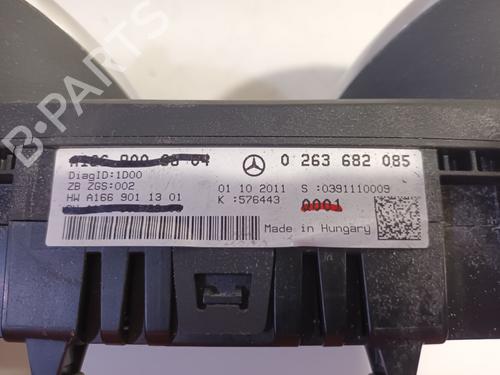 0 263 682 085
DiagID:1D00
ZB ZGS:002
01 10 2011 S :0391110009
HW A166 901 13 01
K :576443 0001
Made in Hungary